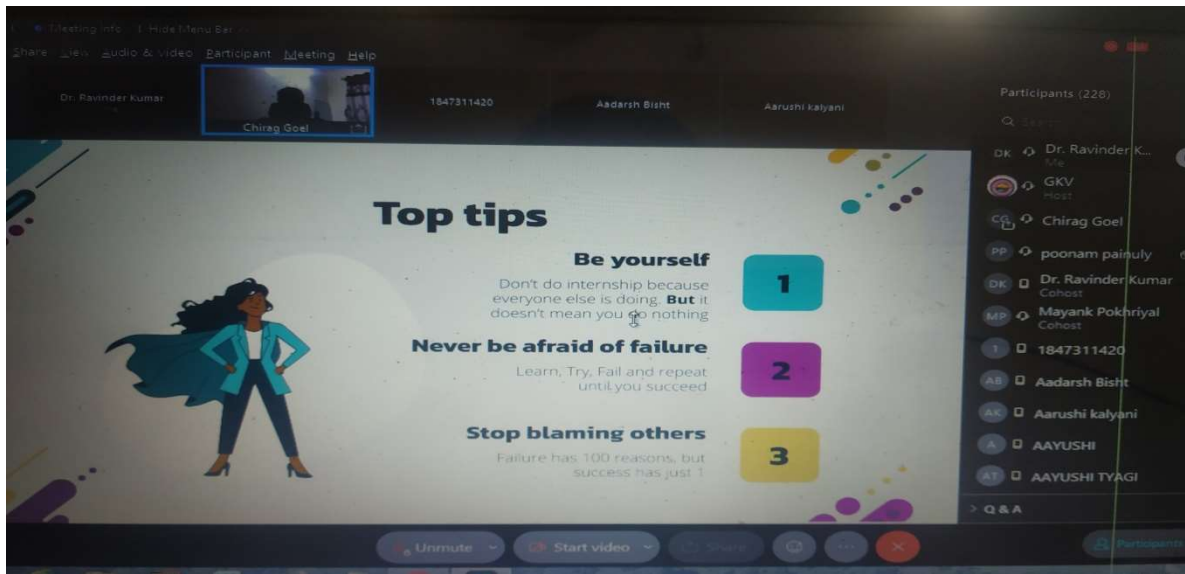 Meeting info Hide Menu Bar
Share View Audio & video Participant Meeting Help
Dr. Ravinder Kumar
Chirag Goel
1847311420
Aadarsh Bisht
Aarushi kalyani
Participants (228)
Top tips
Be yourself
Don't do internship because
everyone else is doing. But it
doesn't mean you do nothing
1
Never be afraid of failure
Learn, Try, Fail and repeat
until you succeed
2
Stop blaming others
Failure has 100 reasons, but
success has just 1
3
DK Dr. Ravinder K...
Me
GKV
Host
CG Chirag Goel
PP poonam painuly
DK Dr. Ravinder Kumar
Cohost
MP Mayank Pokhriyal
Cohost
1 1847311420
AB Aadarsh Bisht
AK Aarushi kalyani
A AAYUSHI
AT AAYUSHI TYAGI
> Q & A
Unmute
Start video
Share
Participants